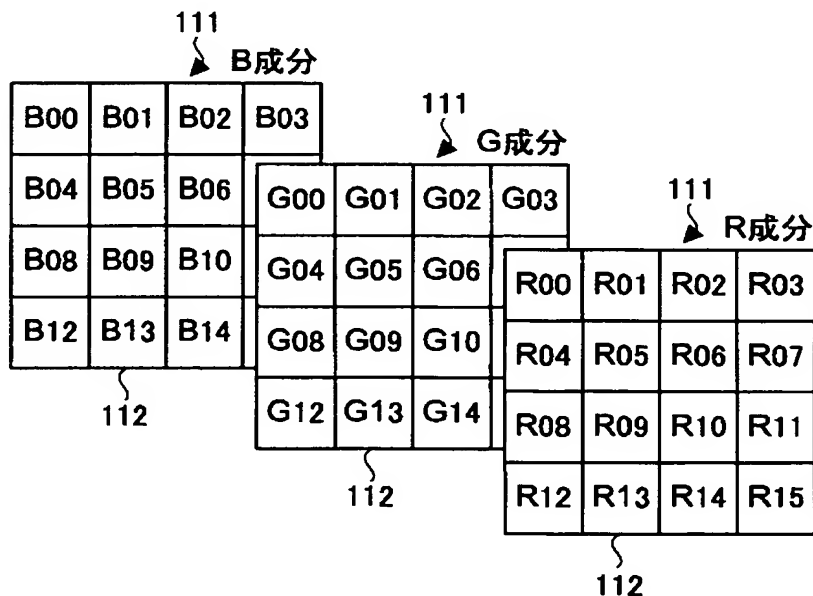 111
B成分
B00 B01 B02 B03
B04 B05 B06
B08 B09 B10
B12 B13 B14
112
111
G成分
G00 G01 G02 G03
G04 G05 G06
G08 G09 G10
G12 G13 G14
112
111
R成分
R00 R01 R02 R03
R04 R05 R06 R07
R08 R09 R10 R11
R12 R13 R14 R15
112